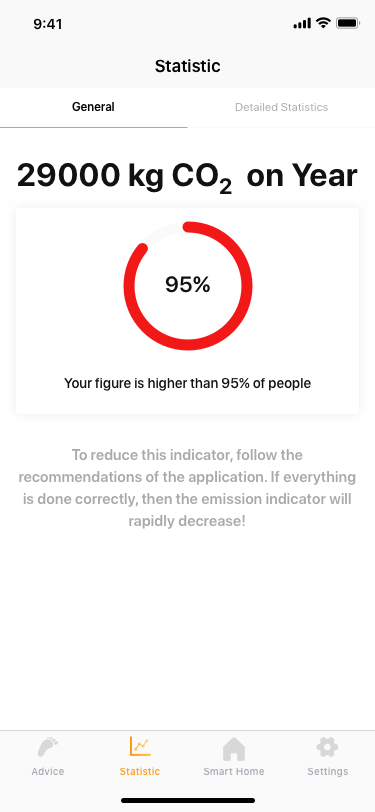 9:41
Statistic
General
Detailed Statistics
29000 kg CO₂ on Year
95%
Your figure is higher than 95% of people
To reduce this indicator, follow the
recommendations of the application. If everything
is done correctly, then the emission indicator will
rapidly decrease!
Advice
Statistic
Smart Home
Settings